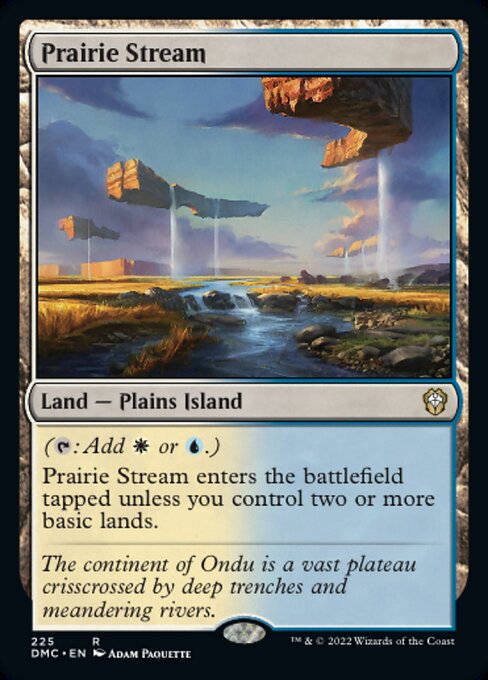 Prairie Stream
Land — Plains Island
(: Add or .)
Prairie Stream enters the battlefield
tapped unless you control two or more
basic lands.
The continent of Ondu is a vast plateau
crisscrossed by deep trenches and
meandering rivers.
225 R
DMC • EN Adam Paquette
™ & © 2022 Wizards of the Coast